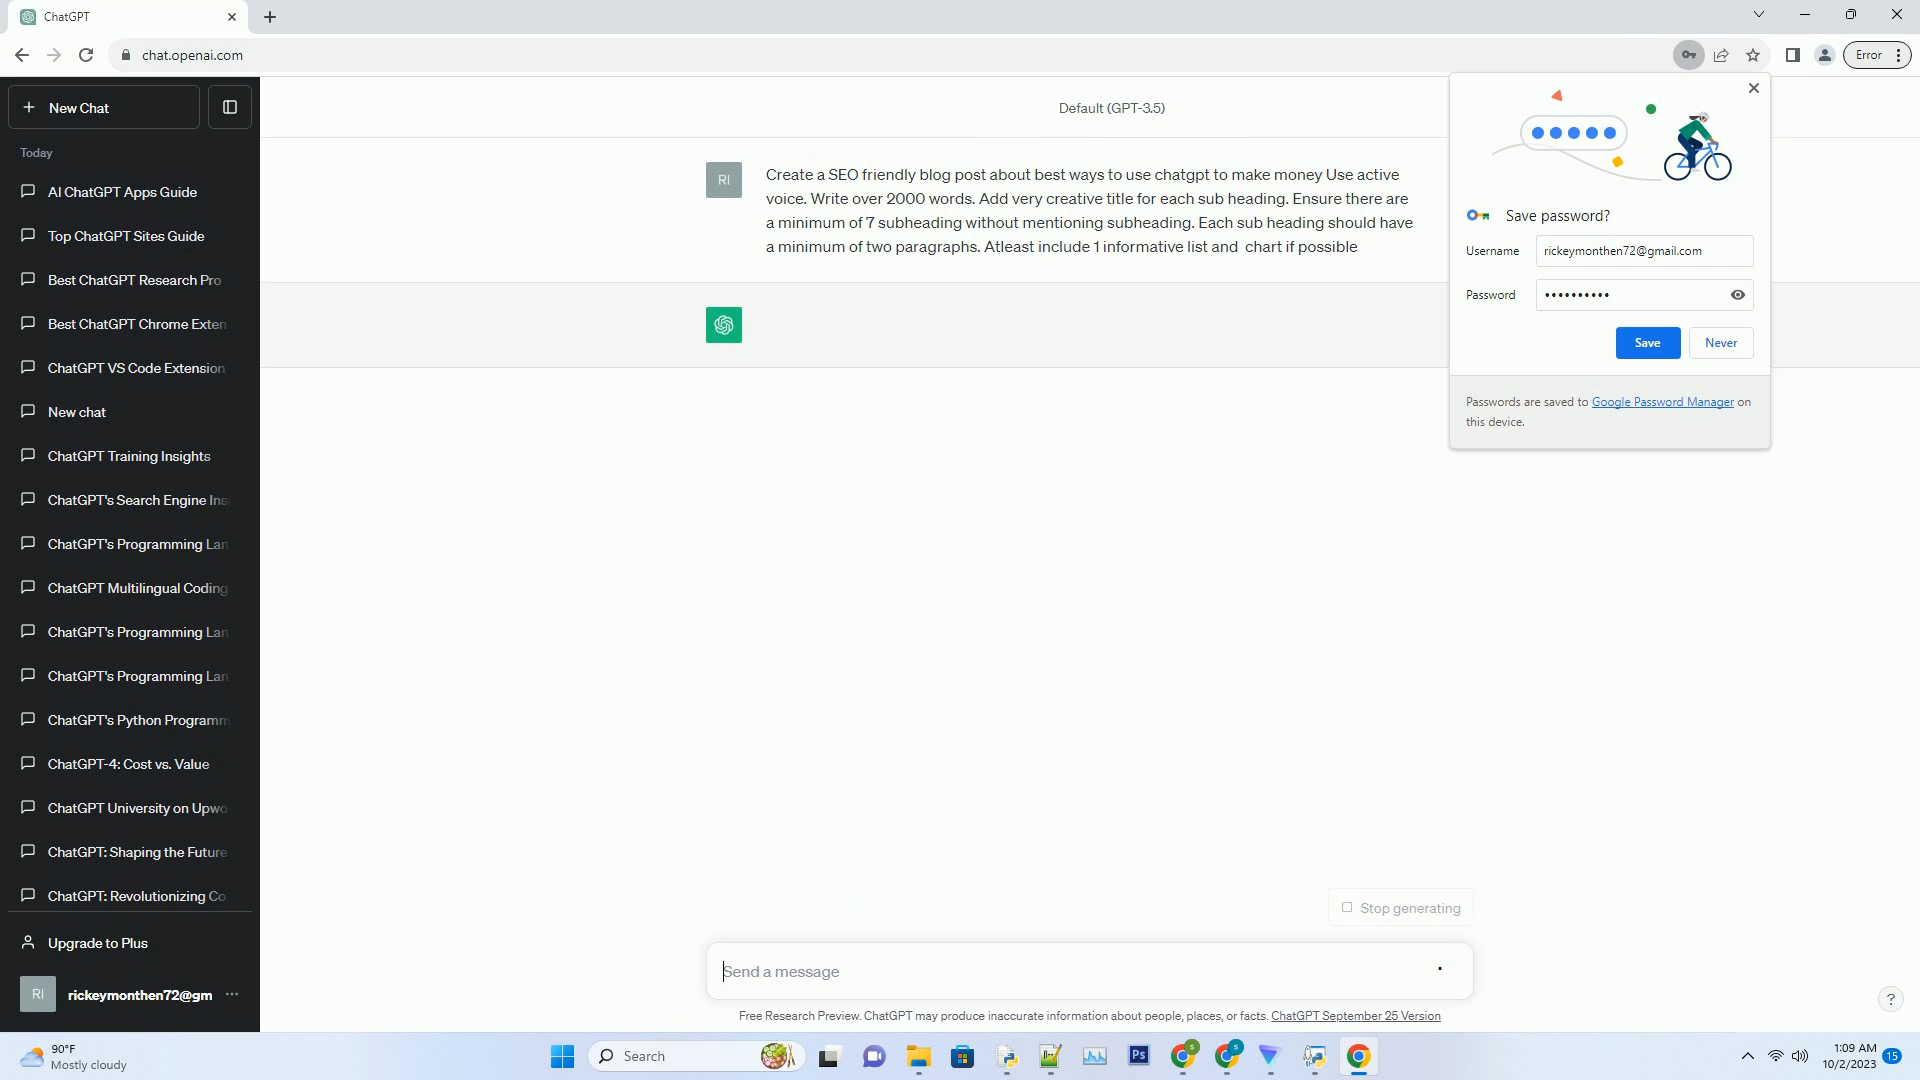 ChatGPT
chat.openai.com
Error
New Chat
Today
AI ChatGPT Apps Guide
Top ChatGPT Sites Guide
Best ChatGPT Research Pro
Best ChatGPT Chrome Exten
ChatGPT VS Code Extension
New chat
ChatGPT Training Insights
ChatGPT's Search Engine Ins
ChatGPT's Programming Lan
ChatGPT Multilingual Coding
ChatGPT's Programming Lan
ChatGPT's Programming Lan
ChatGPT's Python Programm
ChatGPT-4: Cost vs. Value
ChatGPT University on Upwo
ChatGPT: Shaping the Future
ChatGPT: Revolutionizing Co
Upgrade to Plus
RI
rickeymonthen72@gm
Default (GPT-3.5)
RI
Create a SEO friendly blog post about best ways to use chatgpt to make money Use active
voice. Write over 2000 words. Add very creative title for each sub heading. Ensure there are
a minimum of 7 subheading without mentioning subheading. Each sub heading should have
a minimum of two paragraphs. Atleast include 1 informative list and  chart if possible
Save password?
Username
rickeymonthen72@gmail.com
Password
••••••••••
Save
Never
Passwords are saved to Google Password Manager on
this device.
Stop generating
Send a message
Free Research Preview. ChatGPT may produce inaccurate information about people, places, or facts. ChatGPT September 25 Version
?
90°F
Mostly cloudy
Search
Ps
S
S
1:09 AM
10/2/2023
15